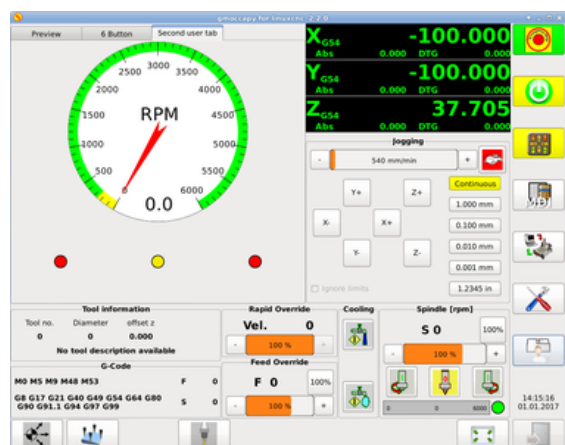 gmoccapy for linuxcnc 2.2.0
Preview 6 Button Second user tab
0 500 1000 1500 2000 2500 3000 3500 4000 4500 5000 5500 6000
RPM
0.0
X G54 -100.000
Abs 0.000 DTG 0.000
Y G54 -100.000
Abs 0.000 DTG 0.000
Z G54 37.705
Abs 0.000 DTG 0.000
Jogging
- 540 mm/min +
Continuous
Y+ Z+
1.000 mm
X- X+
0.100 mm
Y- Z-
0.010 mm
0.001 mm
Ignore limits
1.2345 in
MDI
Tool information
Tool no. Diameter offset z
0 0 0.000
No tool description available
G-Code
M0 M5 M9 M48 M53 F 0
G8 G17 G21 G40 G49 G54 G64 G80
G90 G91.1 G94 G97 G99
S 0
Rapid Override
Vel. 0
- 100 % +
Feed Override
F 0 100%
- 100 % +
Cooling
Spindle [rpm]
S 0 100%
- 100 % +
0 0 6000
14:15:16
01.01.2017